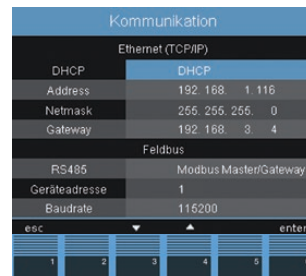 Kommunikation
Ethernet (TCP/IP)
DHCP DHCP
Address 192. 168. 1. 116
Netmask 255. 255. 255. 0
Gateway 192. 168. 3. 4
Feldbus
RS485 Modbus Master/Gateway
Geräteadresse 1
Baudrate 115200
esc ▼ ▲ enter
1 2 3 4 5